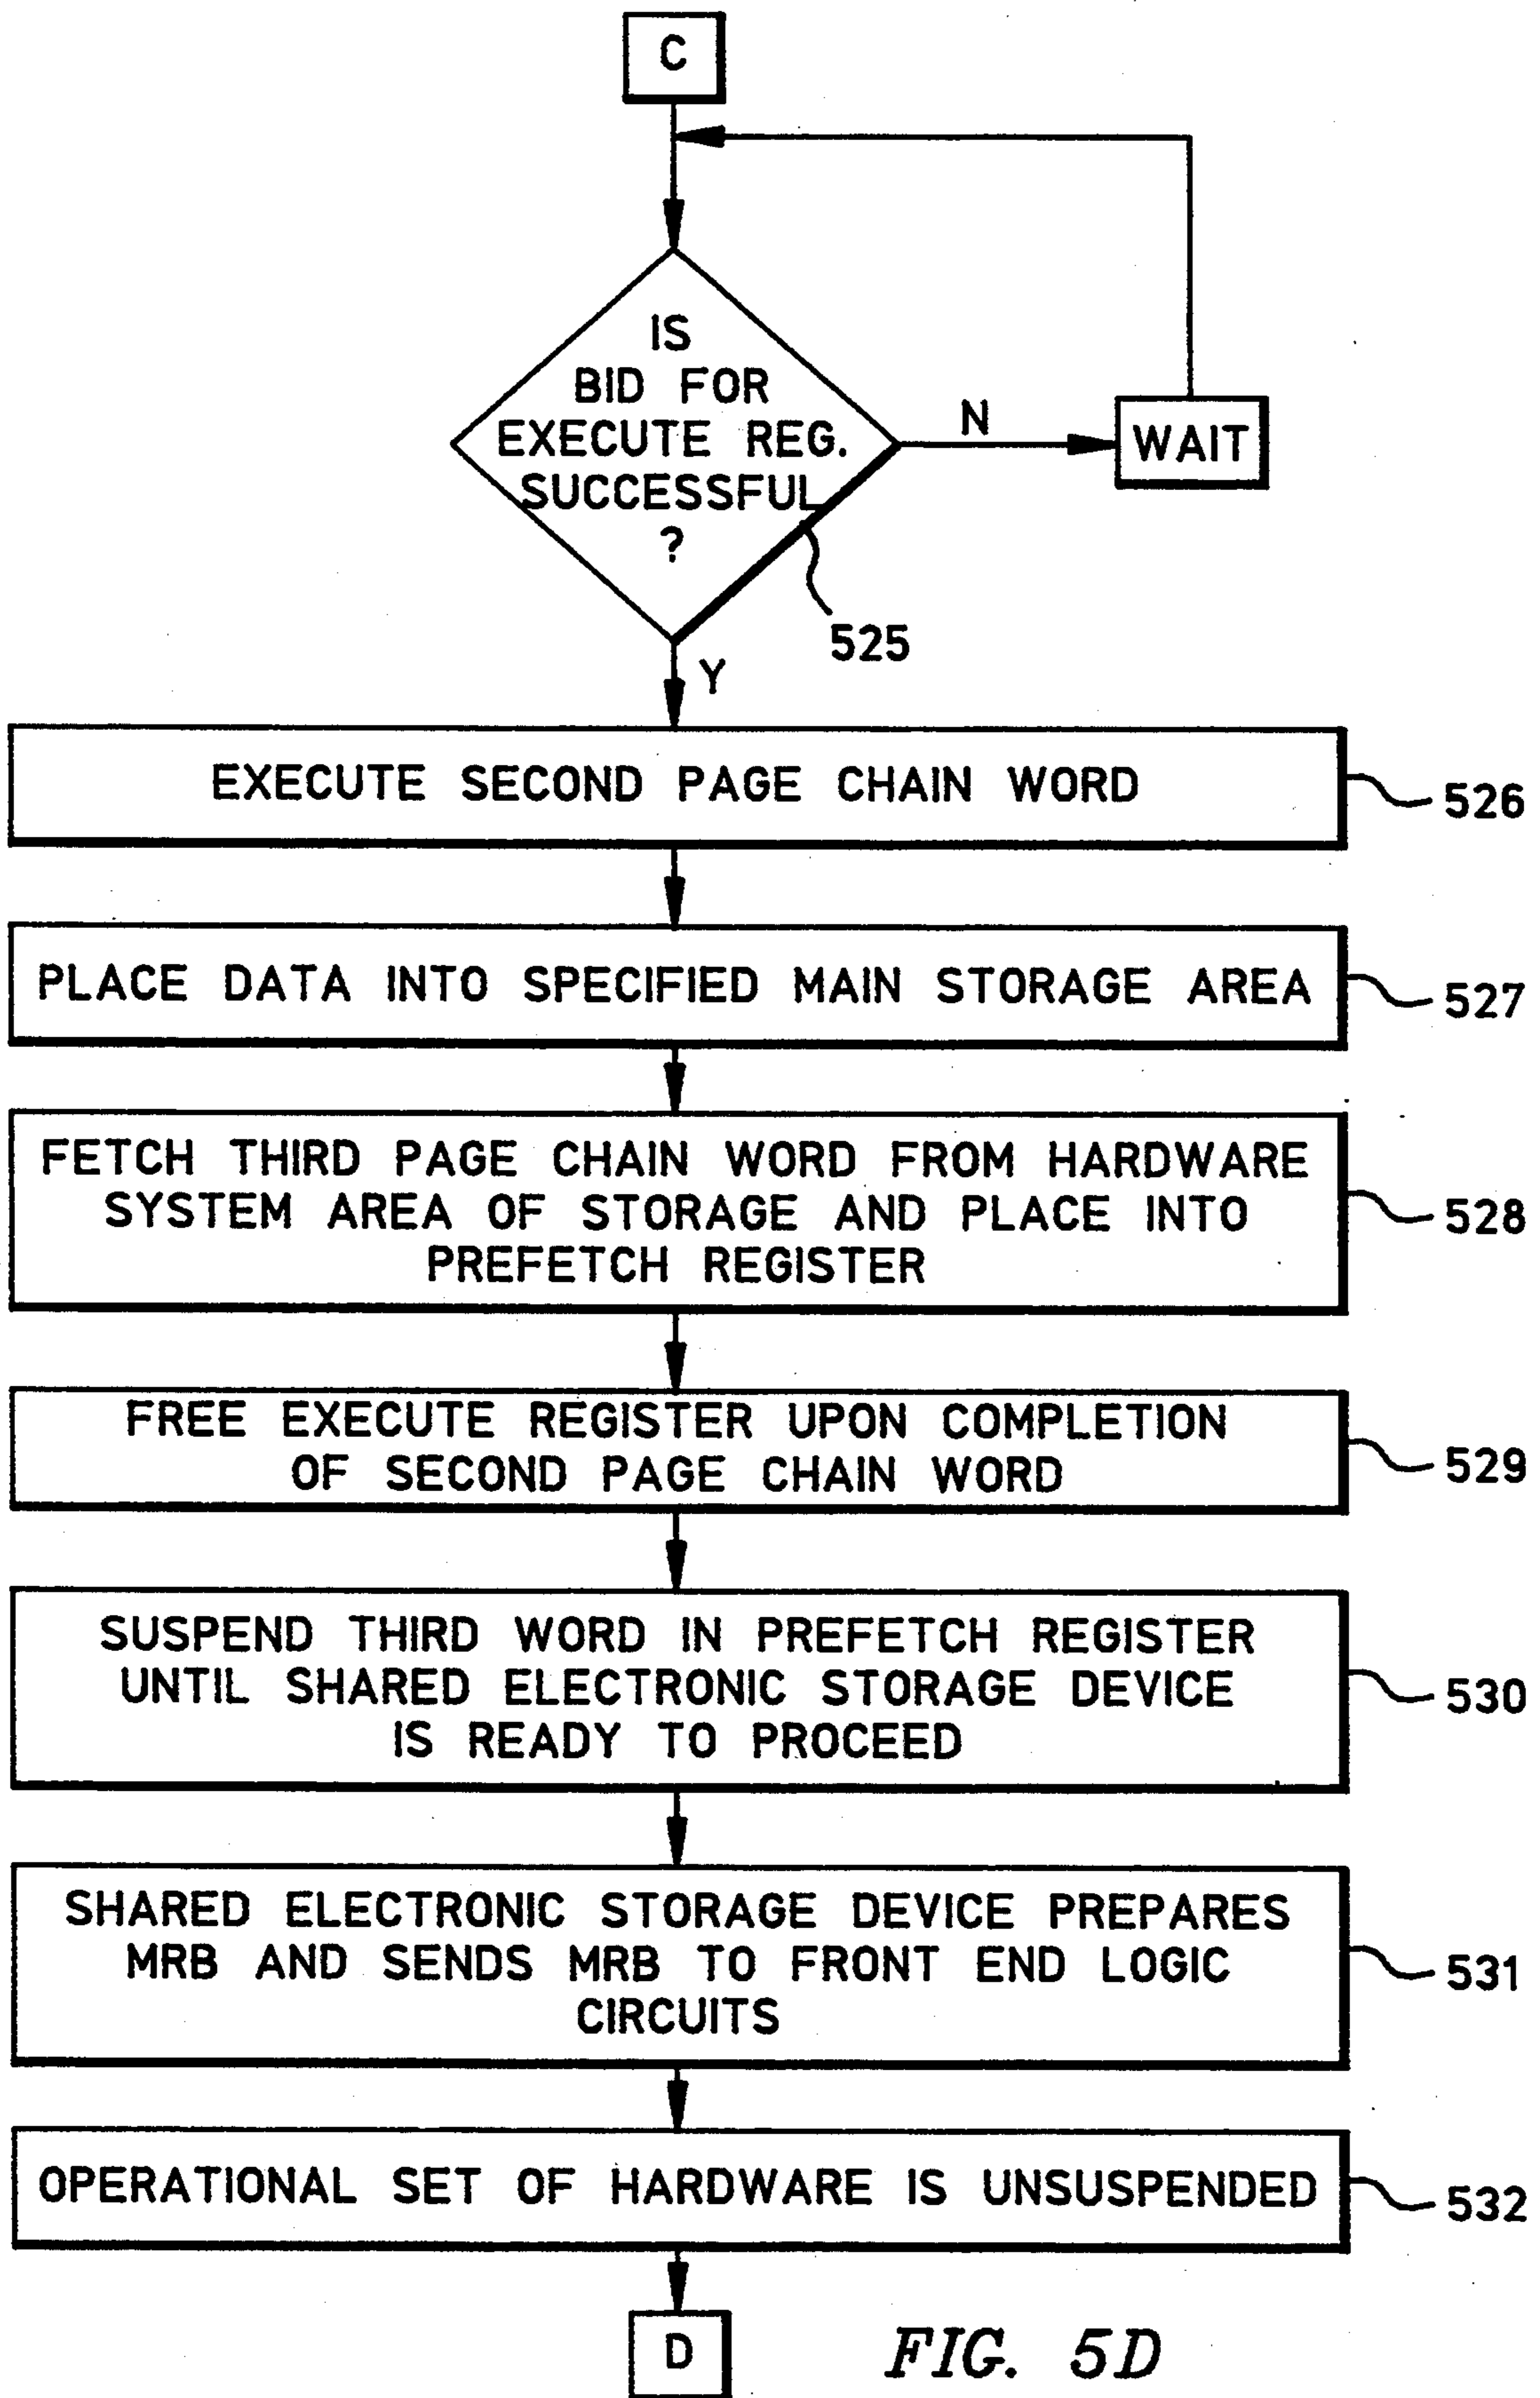 C
IS
BID FOR
EXECUTE REG.
SUCCESSFUL
?
N
WAIT
525
Y
EXECUTE SECOND PAGE CHAIN WORD
526
PLACE DATA INTO SPECIFIED MAIN STORAGE AREA
527
FETCH THIRD PAGE CHAIN WORD FROM HARDWARE
SYSTEM AREA OF STORAGE AND PLACE INTO
PREFETCH REGISTER
528
FREE EXECUTE REGISTER UPON COMPLETION
OF SECOND PAGE CHAIN WORD
529
SUSPEND THIRD WORD IN PREFETCH REGISTER
UNTIL SHARED ELECTRONIC STORAGE DEVICE
IS READY TO PROCEED
530
SHARED ELECTRONIC STORAGE DEVICE PREPARES
MRB AND SENDS MRB TO FRONT END LOGIC
CIRCUITS
531
OPERATIONAL SET OF HARDWARE IS UNSUSPENDED
532
D
FIG. 5D